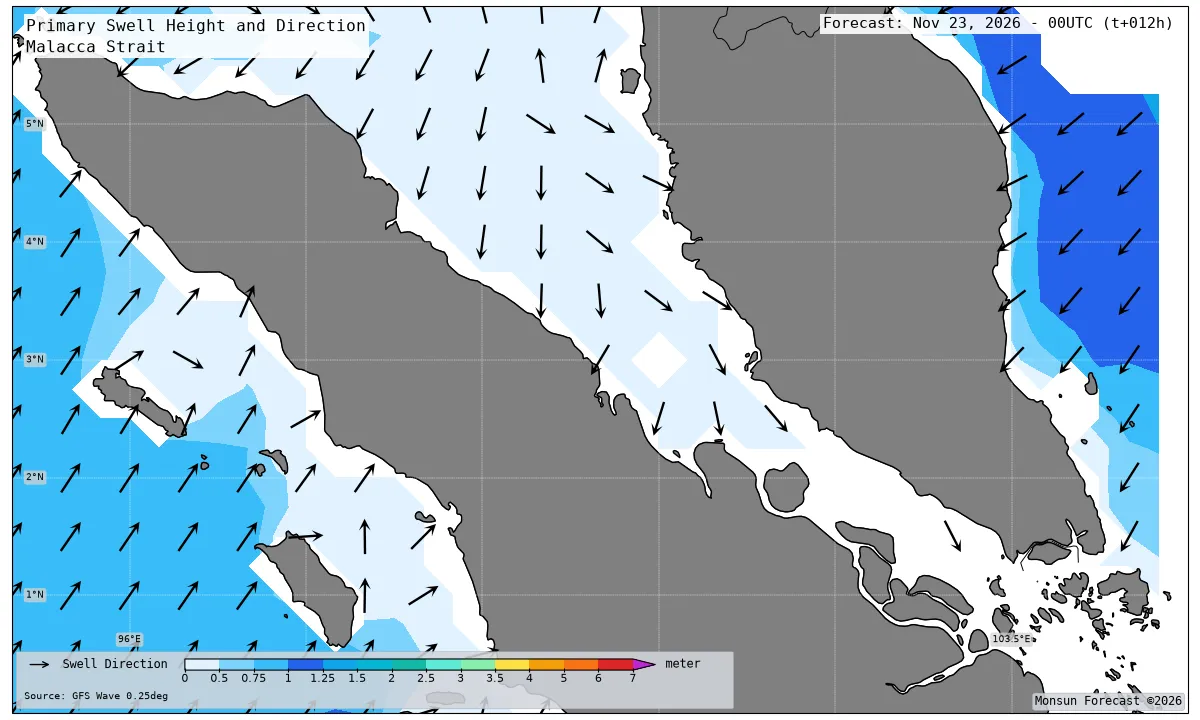 Primary Swell Height and Direction
Malacca Strait
Forecast: Nov 23, 2026 - 00UTC (t+012h)
5°N
4°N
3°N
2°N
1°N
96°E
103.5°E
Swell Direction
meter
0 0.5 0.75 1 1.25 1.5 2 2.5 3 3.5 4 5 6 7
Source: GFS Wave 0.25deg
Monsun Forecast ©2026